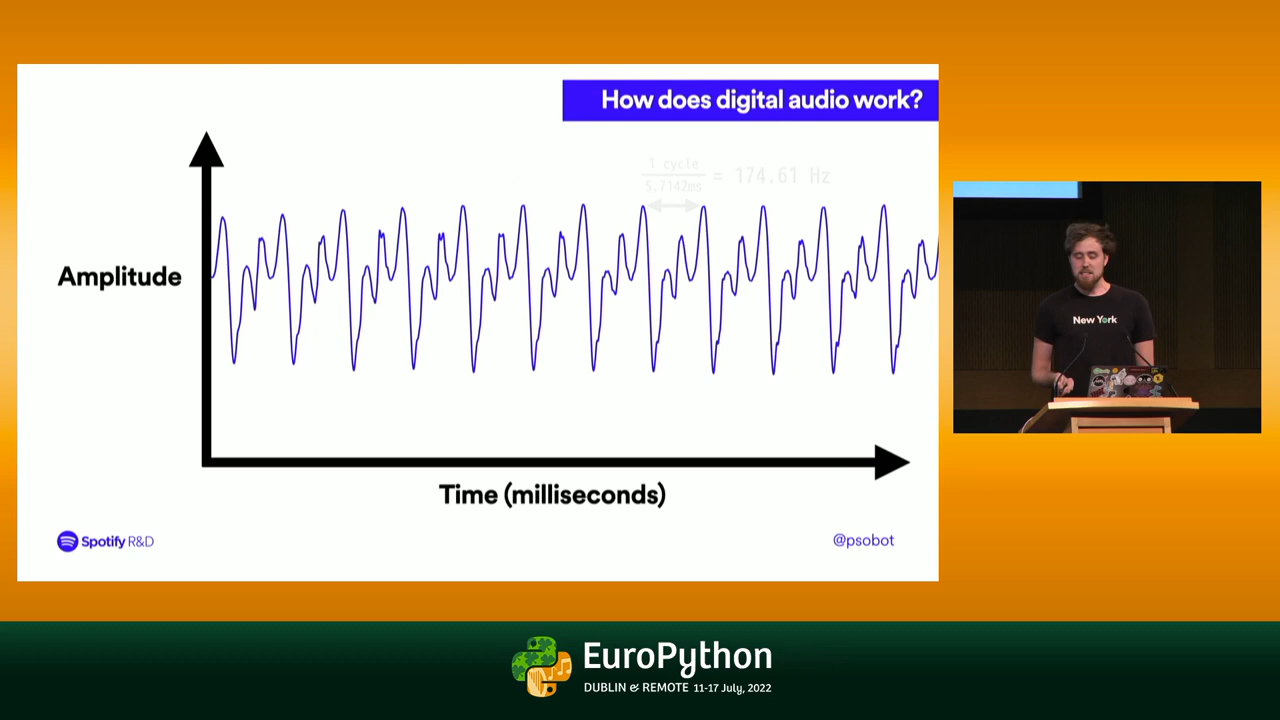 How does digital audio work?
1 cycle
5.7142ms
= 174.61 Hz
Amplitude
New York
Time (milliseconds)
Spotify R&D
@psobot
EuroPython
DUBLIN & REMOTE 11-17 July, 2022